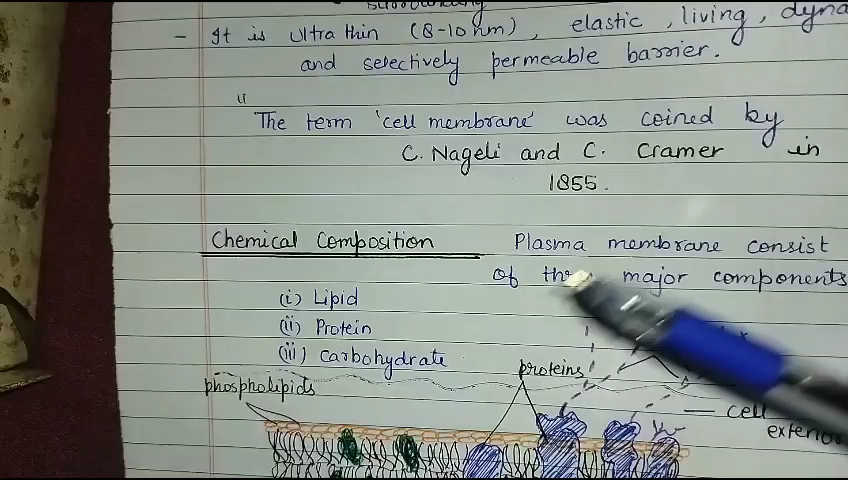 - It is ultra thin (8-10 nm), elastic, living,
and selectively permeable barrier.
"The term 'cell membrane' was coined by
C. Nageli and C. Cramer in
1855.
Chemical Composition Plasma membrane consist
of major components
(i) Lipid
(ii) Protein
(iii) Carbohydrate
proteins
phospholipids
cell